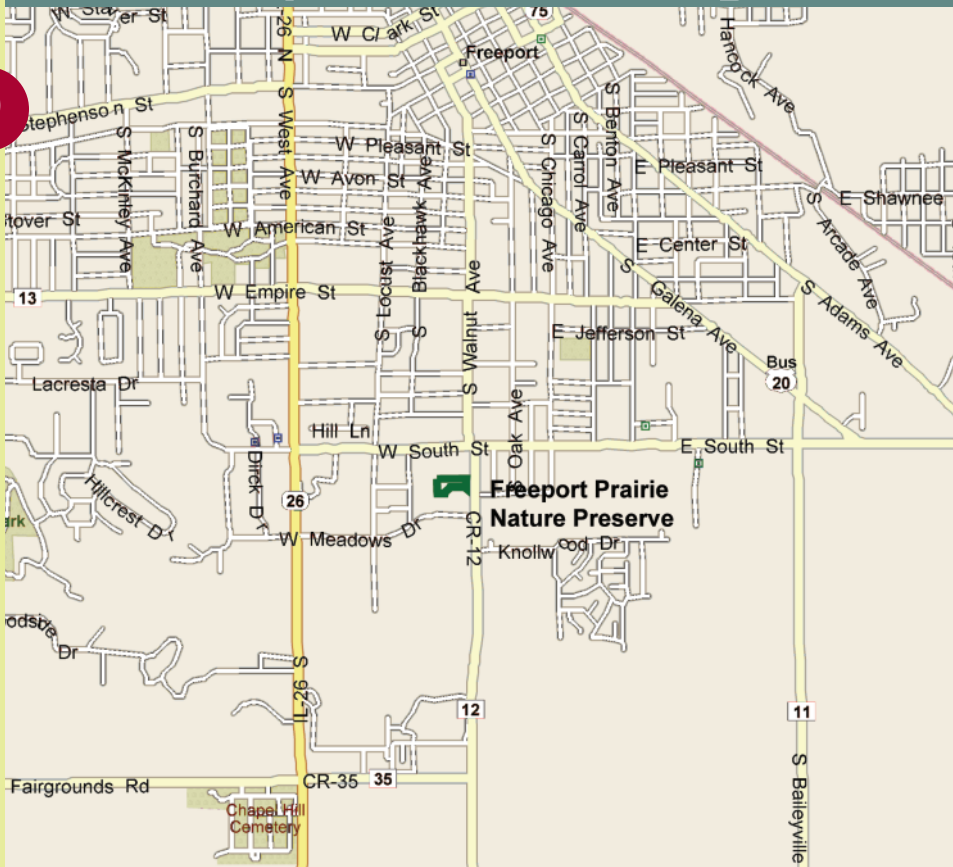 75
26 N
W Clark St
Freeport
Hancock Ave
Stephenson St
S McKinley Ave
S Burchard Ave
S West Ave
W Pleasant St
W Avon St
W American St
S Locust Ave
S Blackhawk Ave
S Walnut Ave
S Chicago Ave
S Carrol Ave
S Benton Ave
E Pleasant St
E Shawnee
S Arcade Ave
E Center St
S Galena Ave
S Adams Ave
tover St
13
W Empire St
E Jefferson St
Bus
20
Lacresta Dr
Hill Ln
W South St
S Oak Ave
E South St
Dirck Dr
Hillcrest Dr
ark
26
Freeport Prairie
Nature Preserve
W Meadows Dr
CR-12
Knollwood Dr
odside Dr
S IL-26
12
11
Fairgrounds Rd
CR-35
35
Chapel Hill
Cemetery
S Baileyville